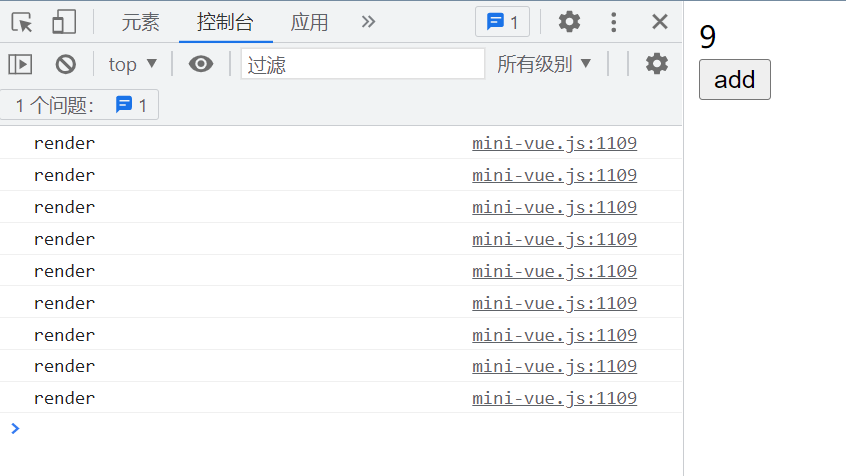 元素 控制台 应用 1
top 过滤 所有级别
1 个问题： 1
render mini-vue.js:1109
render mini-vue.js:1109
render mini-vue.js:1109
render mini-vue.js:1109
render mini-vue.js:1109
render mini-vue.js:1109
render mini-vue.js:1109
render mini-vue.js:1109
render mini-vue.js:1109
9
add